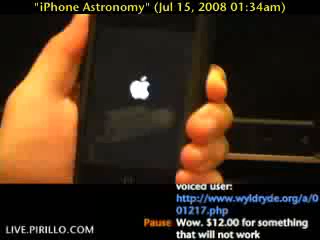 "iPhone Astronomy" (Jul 15, 2008 01:34am)
voiced user:
http://www.wyldryde.org/a/0
01217.php
Pause Wow. $12.00 for something
that will not work
LIVE.PIRILLO.COM